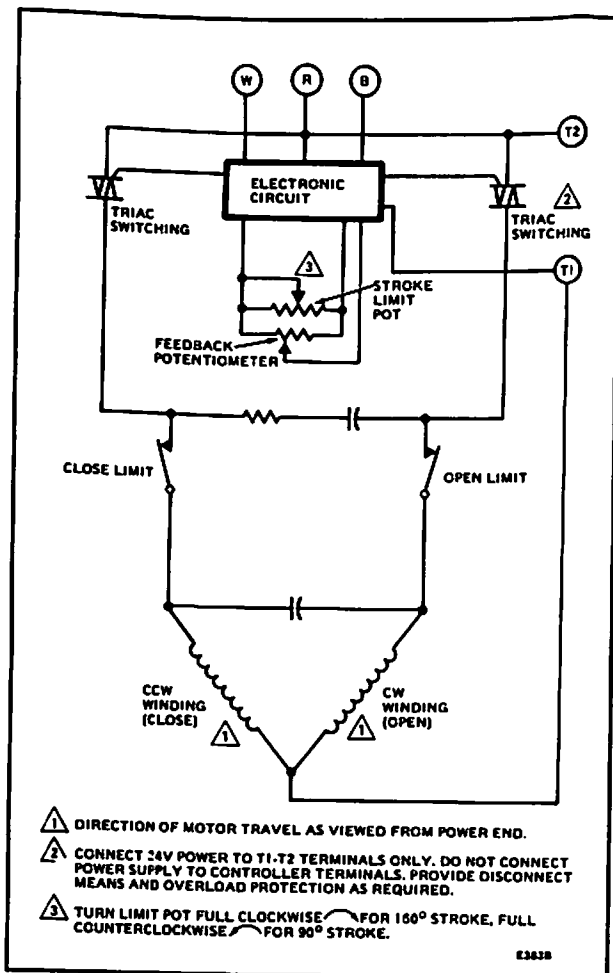 W R B
T2
ELECTRONIC
CIRCUIT
TRIAC
SWITCHING
TRIAC
SWITCHING
2
T1
3
STROKE
LIMIT
POT
FEEDBACK
POTENTIOMETER
CLOSE LIMIT
OPEN LIMIT
CCW
WINDING
(CLOSE)
1
CW
WINDING
(OPEN)
1
1 DIRECTION OF MOTOR TRAVEL AS VIEWED FROM POWER END.
2 CONNECT 24V POWER TO T1-T2 TERMINALS ONLY. DO NOT CONNECT
POWER SUPPLY TO CONTROLLER TERMINALS. PROVIDE DISCONNECT
MEANS AND OVERLOAD PROTECTION AS REQUIRED.
3 TURN LIMIT POT FULL CLOCKWISE FOR 160° STROKE, FULL
COUNTERCLOCKWISE FOR 90° STROKE.